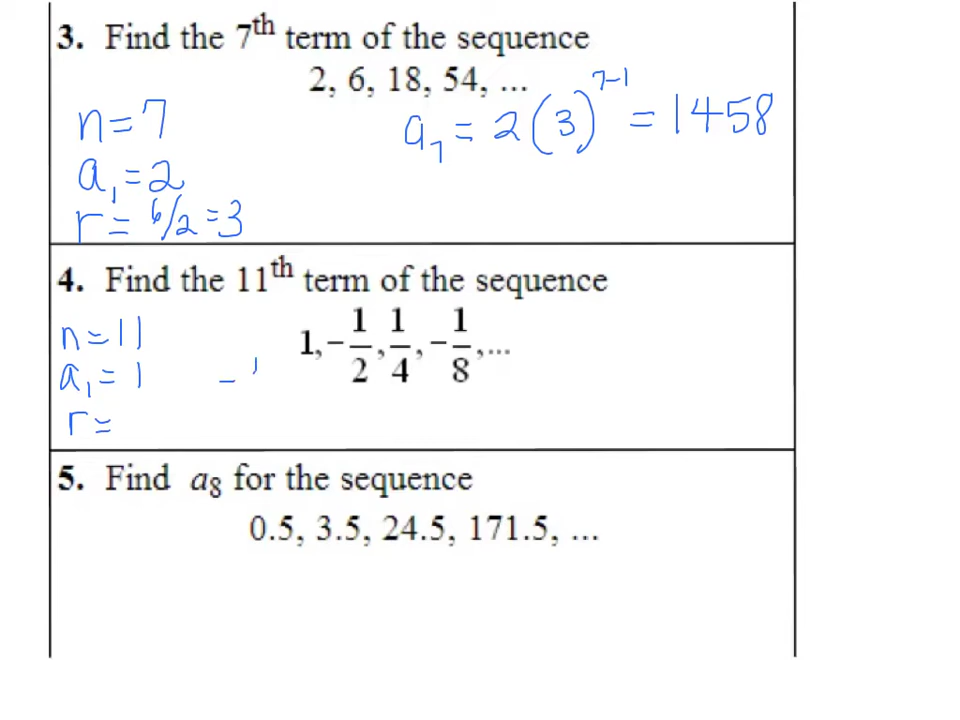 3. Find the 7th term of the sequence
2, 6, 18, 54, ...
n=7
a₁=2
r= 6/2=3
a₇ = 2(3)⁷⁻¹ = 1458
4. Find the 11th term of the sequence
1, -1/2, 1/4, -1/8, ...
n=11
a₁= 1
r=
- '
5. Find a₈ for the sequence
0.5, 3.5, 24.5, 171.5, ...